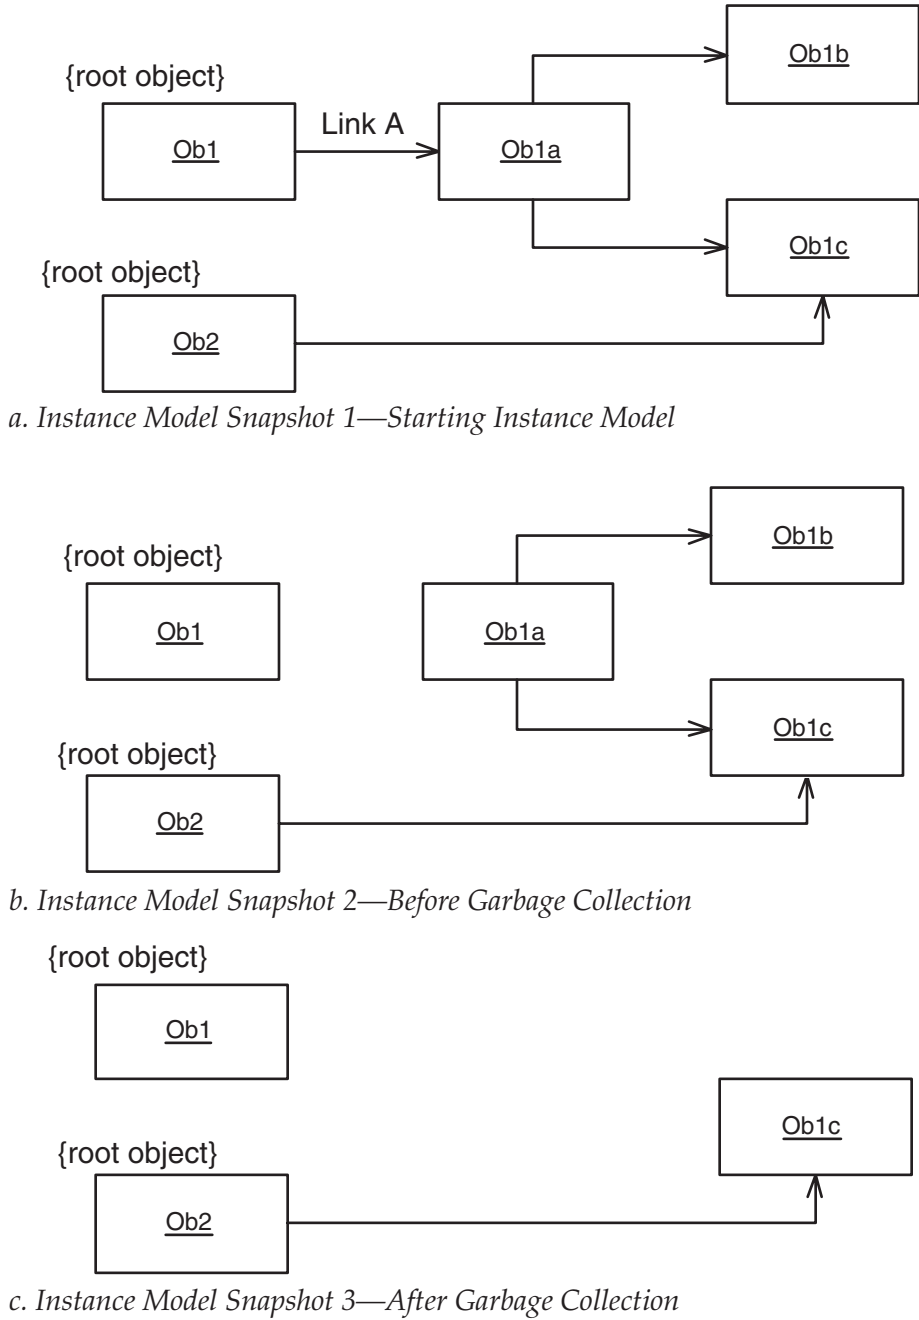 Ob1b
{root object}
Link A
Ob1
Ob1a
Ob1c
{root object}
Ob2
a. Instance Model Snapshot 1—Starting Instance Model
Ob1b
{root object}
Ob1
Ob1a
Ob1c
{root object}
Ob2
b. Instance Model Snapshot 2—Before Garbage Collection
{root object}
Ob1
Ob1c
{root object}
Ob2
c. Instance Model Snapshot 3—After Garbage Collection